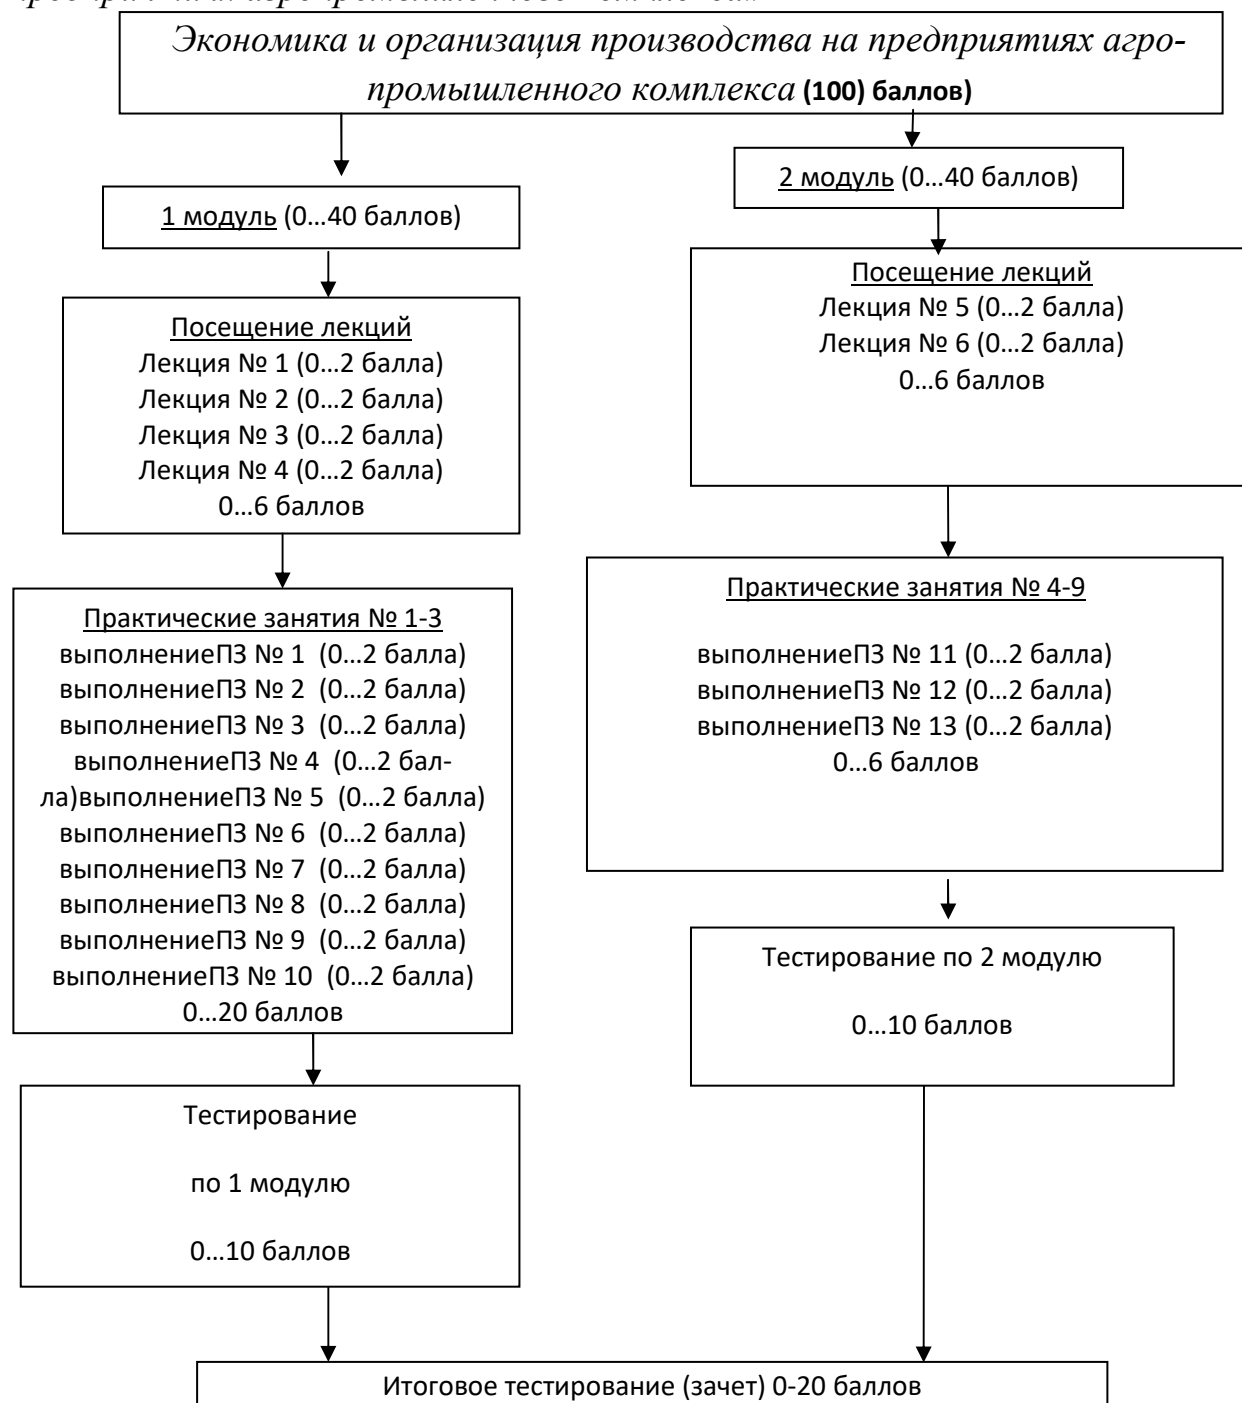 Экономика и организация производства на предприятиях агро-
промышленного комплекса (100) баллов)
1 модуль (0...40 баллов)
Посещение лекций
Лекция № 1 (0...2 балла)
Лекция № 2 (0...2 балла)
Лекция № 3 (0...2 балла)
Лекция № 4 (0...2 балла)
0...6 баллов
Практические занятия № 1-3
выполнениеПЗ № 1 (0...2 балла)
выполнениеПЗ № 2 (0...2 балла)
выполнениеПЗ № 3 (0...2 балла)
выполнениеПЗ № 4 (0...2 бал-
ла)выполнениеПЗ № 5 (0...2 балла)
выполнениеПЗ № 6 (0...2 балла)
выполнениеПЗ № 7 (0...2 балла)
выполнениеПЗ № 8 (0...2 балла)
выполнениеПЗ № 9 (0...2 балла)
выполнениеПЗ № 10 (0...2 балла)
0...20 баллов
Тестирование
по 1 модулю
0...10 баллов
2 модуль (0...40 баллов)
Посещение лекций
Лекция № 5 (0...2 балла)
Лекция № 6 (0...2 балла)
0...6 баллов
Практические занятия № 4-9
выполнениеПЗ № 11 (0...2 балла)
выполнениеПЗ № 12 (0...2 балла)
выполнениеПЗ № 13 (0...2 балла)
0...6 баллов
Тестирование по 2 модулю
0...10 баллов
Итоговое тестирование (зачет) 0-20 баллов